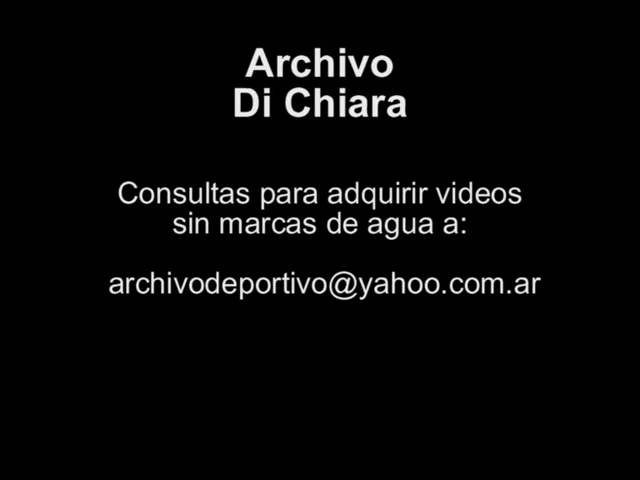 Archivo
Di Chiara
Consultas para adquirir videos
sin marcas de agua a:
archivodeportivo@yahoo.com.ar